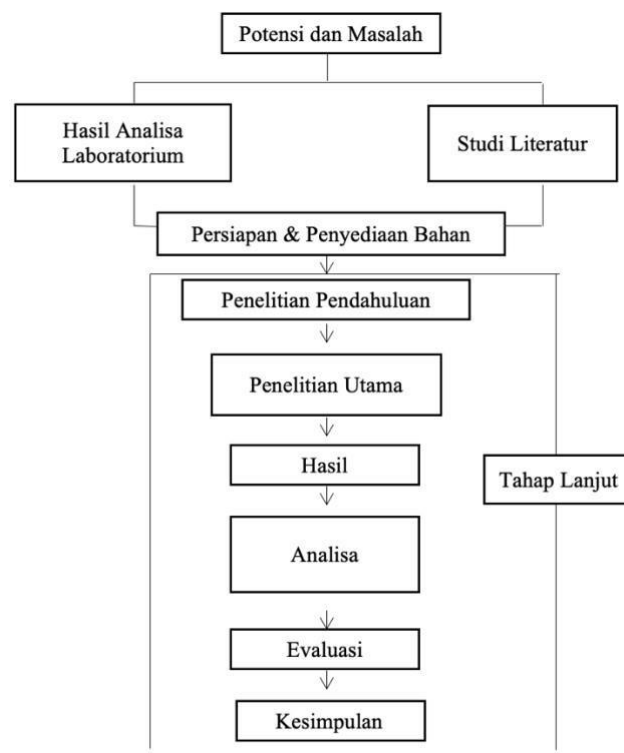 Potensi dan Masalah
Hasil Analisa
Laboratorium
Studi Literatur
Persiapan & Penyediaan Bahan
Penelitian Pendahuluan
Penelitian Utama
Hasil
Tahap Lanjut
Analisa
Evaluasi
Kesimpulan